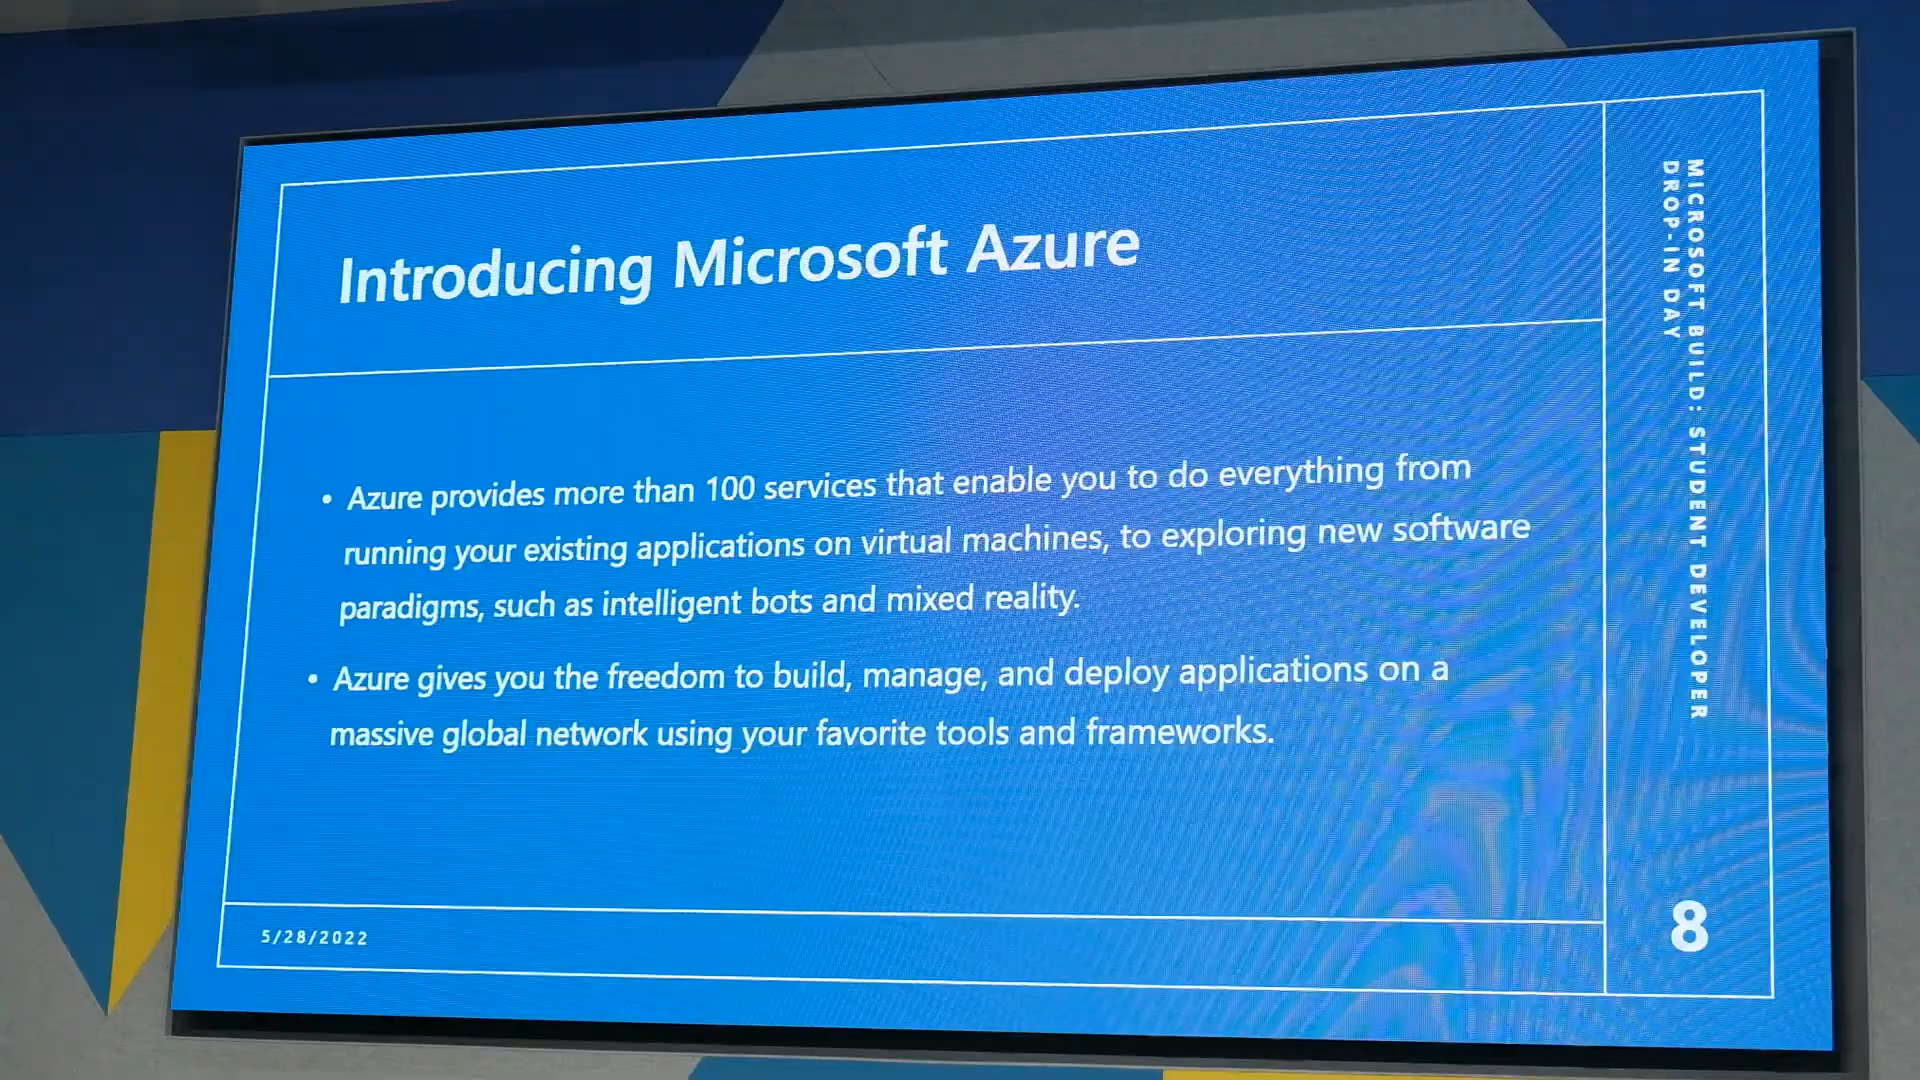 Introducing Microsoft Azure
• Azure provides more than 100 services that enable you to do everything from
running your existing applications on virtual machines, to exploring new software
paradigms, such as intelligent bots and mixed reality.
• Azure gives you the freedom to build, manage, and deploy applications on a
massive global network using your favorite tools and frameworks.
5/28/2022
MICROSOFT BUILD: STUDENT DEVELOPER
DROP-IN DAY
8